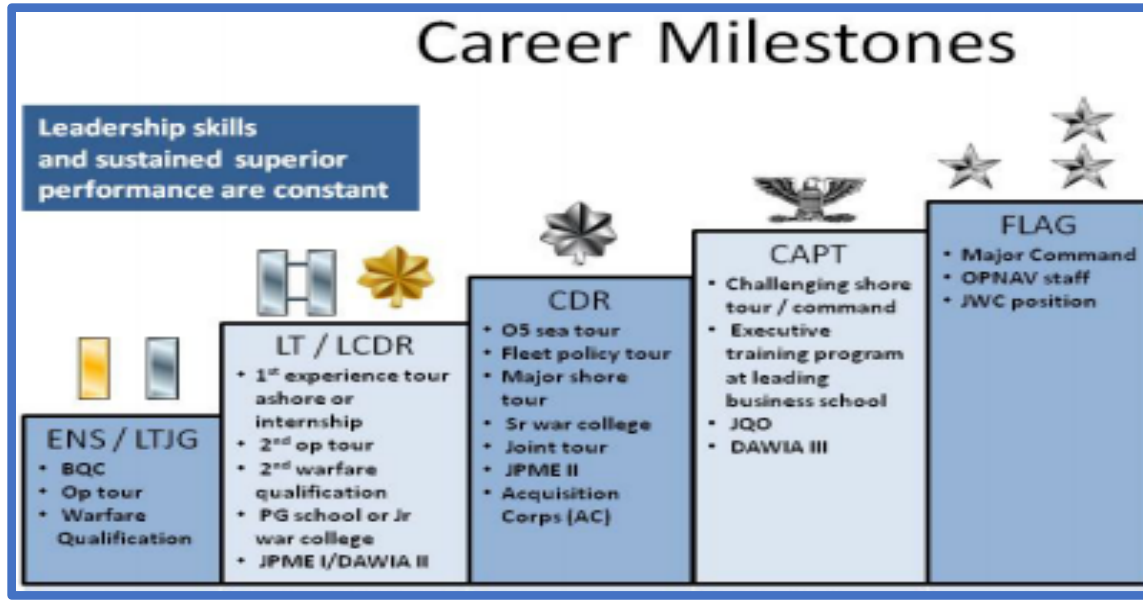 Career Milestones
Leadership skills
and sustained superior
performance are constant
ENS / LTJG
• BQC
• Op tour
• Warfare
Qualification
LT / LCDR
• 1st experience tour
ashore or
internship
• 2nd op tour
• 2nd warfare
qualification
• PG school or Jr
war college
• JPME I/DAWIA II
CDR
• O5 sea tour
• Fleet policy tour
• Major shore
tour
• Sr war college
• Joint tour
• JPME II
• Acquisition
Corps (AC)
CAPT
• Challenging shore
tour / command
• Executive
training program
at leading
business school
• JQO
• DAWIA III
FLAG
• Major Command
• OPNAV staff
• JWC position